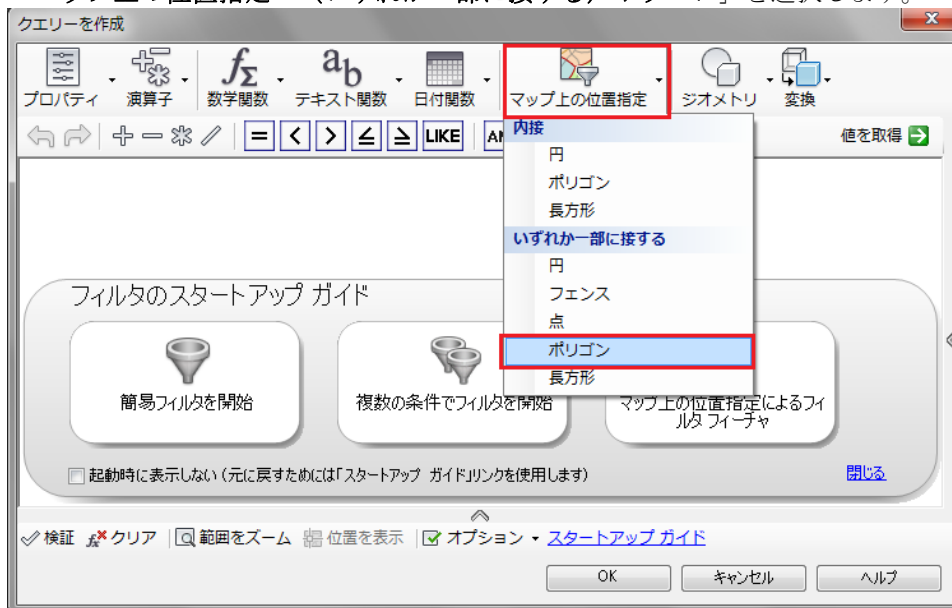 クエリーを作成
プロパティ 演算子 数学関数 テキスト関数 日付関数 マップ上の位置指定 ジオメトリ 変換
= < > ≤ ≥ LIKE 値を取得
内接
円
ポリゴン
長方形
いずれか一部に接する
円
フェンス
点
ポリゴン
長方形
フィルタのスタートアップ ガイド
簡易フィルタを開始
複数の条件でフィルタを開始
マップ上の位置指定によるフィ
ルタ フィーチャ
起動時に表示しない(元に戻すためには「スタートアップ ガイド」リンクを使用します)
閉じる
検証 クリア 範囲をズーム 位置を表示 オプション スタートアップ ガイド
OK キャンセル ヘルプ